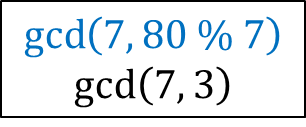 gcd(7, 80 % 7)
gcd(7, 3)